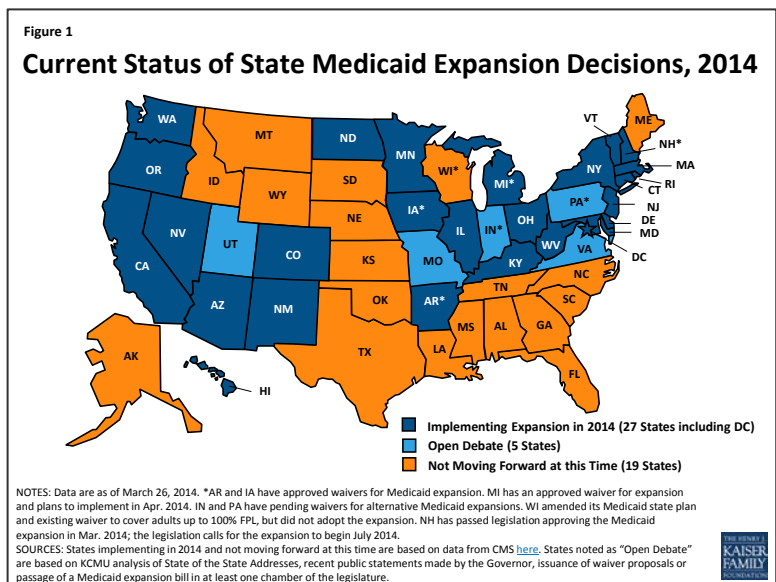 Figure 1
Current Status of State Medicaid Expansion Decisions, 2014
WA
OR
CA
NV
ID
MT
WY
UT
AZ
CO
NM
ND
SD
NE
KS
OK
TX
MN
IA*
MO
AR*
LA
WI*
IL
MI*
IN*
OH
KY
TN
MS
AL
GA
FL
SC
NC
WV
VA
PA*
NY
VT
ME
NH*
MA
RI
CT
NJ
DE
MD
DC
AK
HI
Implementing Expansion in 2014 (27 States including DC)
Open Debate (5 States)
Not Moving Forward at this Time (19 States)
NOTES: Data are as of March 26, 2014. *AR and IA have approved waivers for Medicaid expansion. MI has an approved waiver for expansion
and plans to implement in Apr. 2014. IN and PA have pending waivers for alternative Medicaid expansions. WI amended its Medicaid state plan
and existing waiver to cover adults up to 100% FPL, but did not adopt the expansion. NH has passed legislation approving the Medicaid
expansion in Mar. 2014; the legislation calls for the expansion to begin July 2014.
SOURCES: States implementing in 2014 and not moving forward at this time are based on data from CMS here. States noted as “Open Debate”
are based on KCMU analysis of State of the State Addresses, recent public statements made by the Governor, issuance of waiver proposals or
passage of a Medicaid expansion bill in at least one chamber of the legislature.
THE HENRY J.
KAISER
FAMILY
FOUNDATION